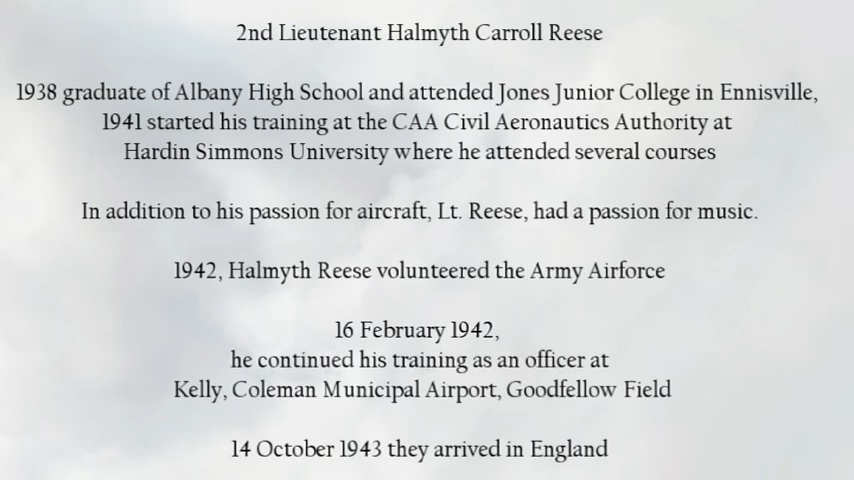 2nd Lieutenant Halmyth Carroll Reese
1938 graduate of Albany High School and attended Jones Junior College in Ennisville,
1941 started his training at the CAA Civil Aeronautics Authority at
Hardin Simmons University where he attended several courses
In addition to his passion for aircraft, Lt. Reese, had a passion for music.
1942, Halmyth Reese volunteered the Army Airforce
16 February 1942,
he continued his training as an officer at
Kelly, Coleman Municipal Airport, Goodfellow Field
14 October 1943 they arrived in England